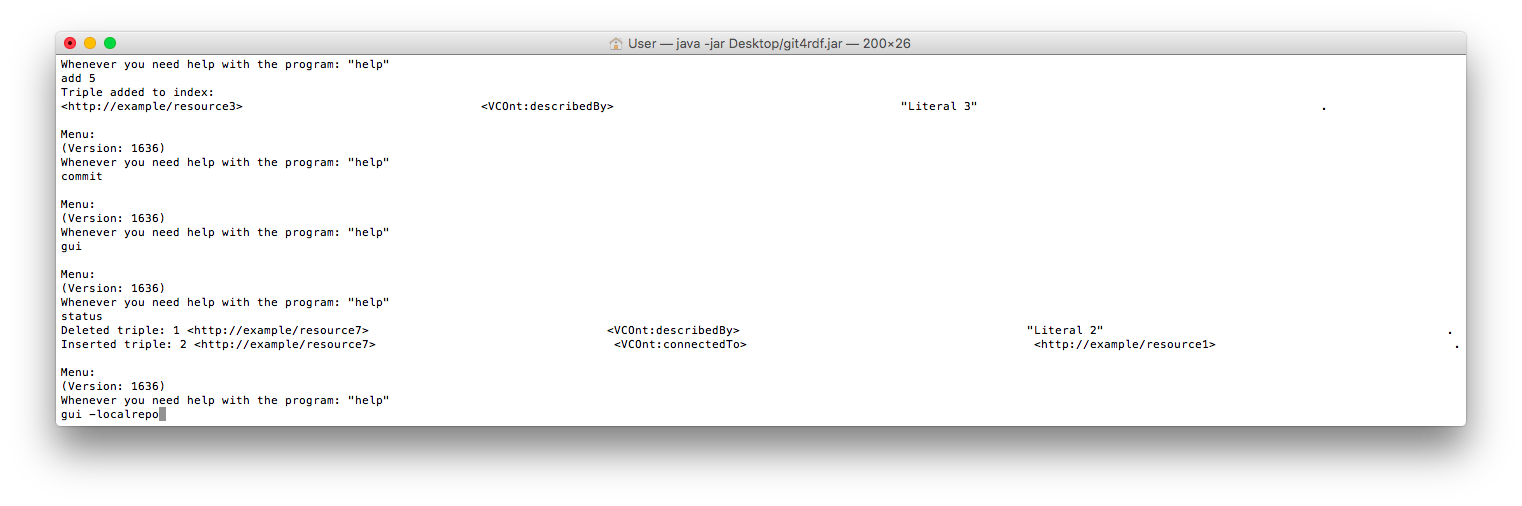 User — java -jar Desktop/git4rdf.jar — 200×26
Whenever you need help with the program: "help"
add 5
Triple added to index:
<http://example/resource3> <VCOnt:describedBy> "Literal 3" .
Menu:
(Version: 1636)
Whenever you need help with the program: "help"
commit
Menu:
(Version: 1636)
Whenever you need help with the program: "help"
gui
Menu:
(Version: 1636)
Whenever you need help with the program: "help"
status
Deleted triple: 1 <http://example/resource7> <VCOnt:describedBy> "Literal 2" .
Inserted triple: 2 <http://example/resource7> <VCOnt:connectedTo> <http://example/resource1> .
Menu:
(Version: 1636)
Whenever you need help with the program: "help"
gui -localrepo